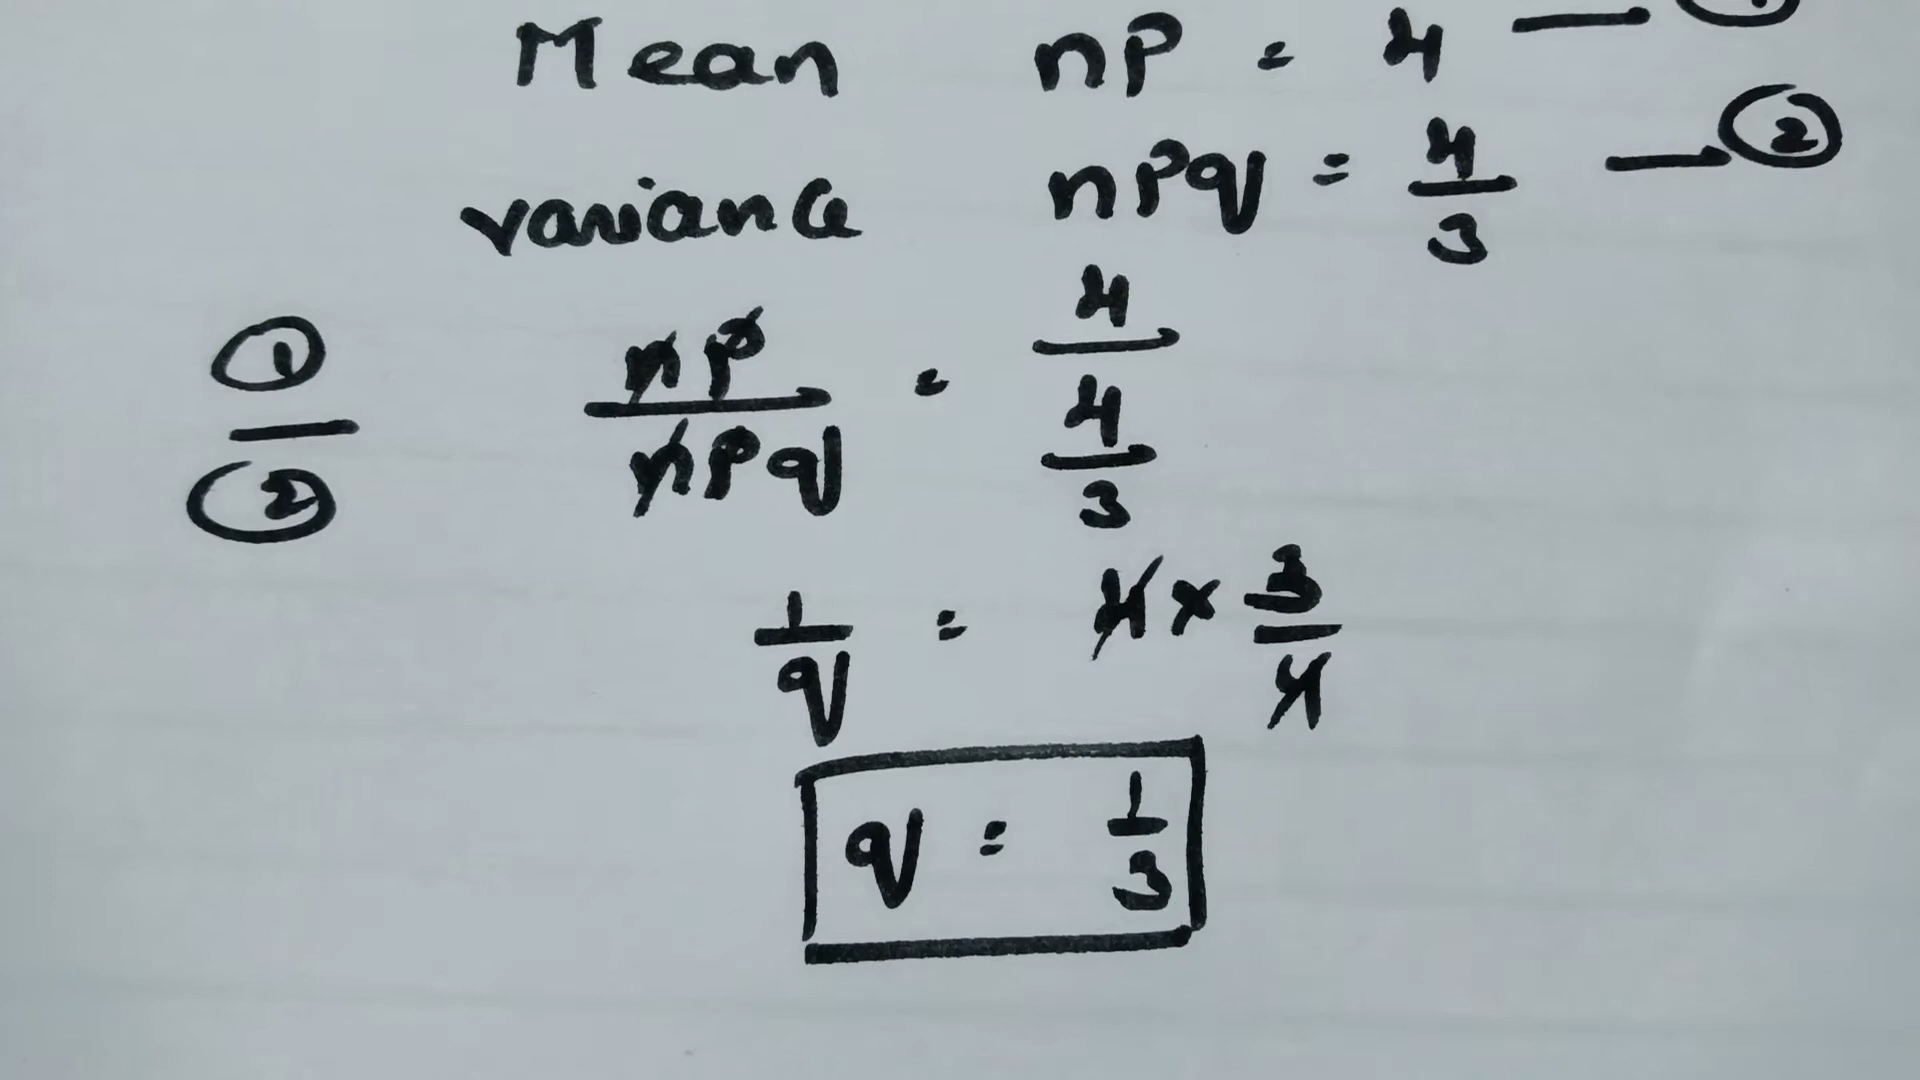 Mean np = 4 — 1
variance npq = 4/3 — 2
1/2 np/npq = 4/(4/3)
1/q = 4 x 3/4
q = 1/3